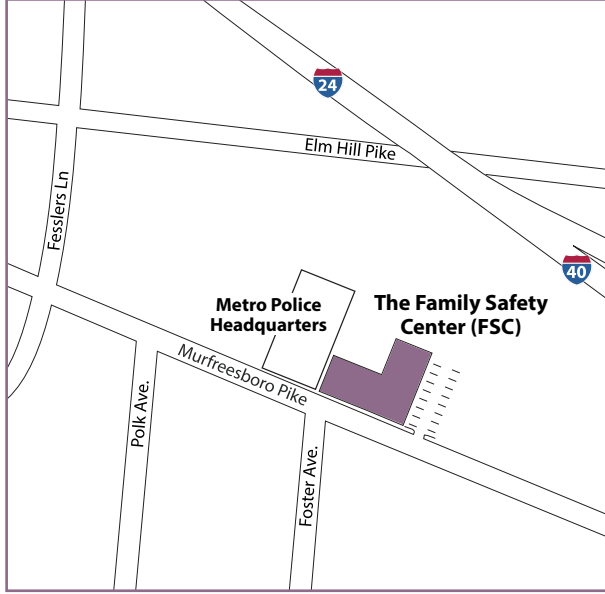 24
Elm Hill Pike
Fesslers Ln
40
Metro Police
Headquarters
The Family Safety
Center (FSC)
Murfreesboro Pike
Polk Ave.
Foster Ave.